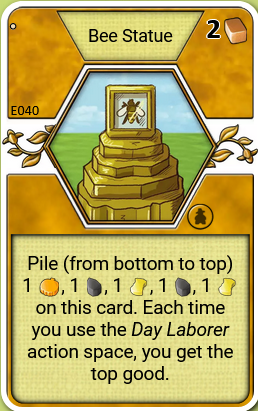 Bee Statue
2
E040
Pile (from bottom to top)
1 , 1 , 1 , 1 , 1
on this card. Each time
you use the Day Laborer
action space, you get the
top good.